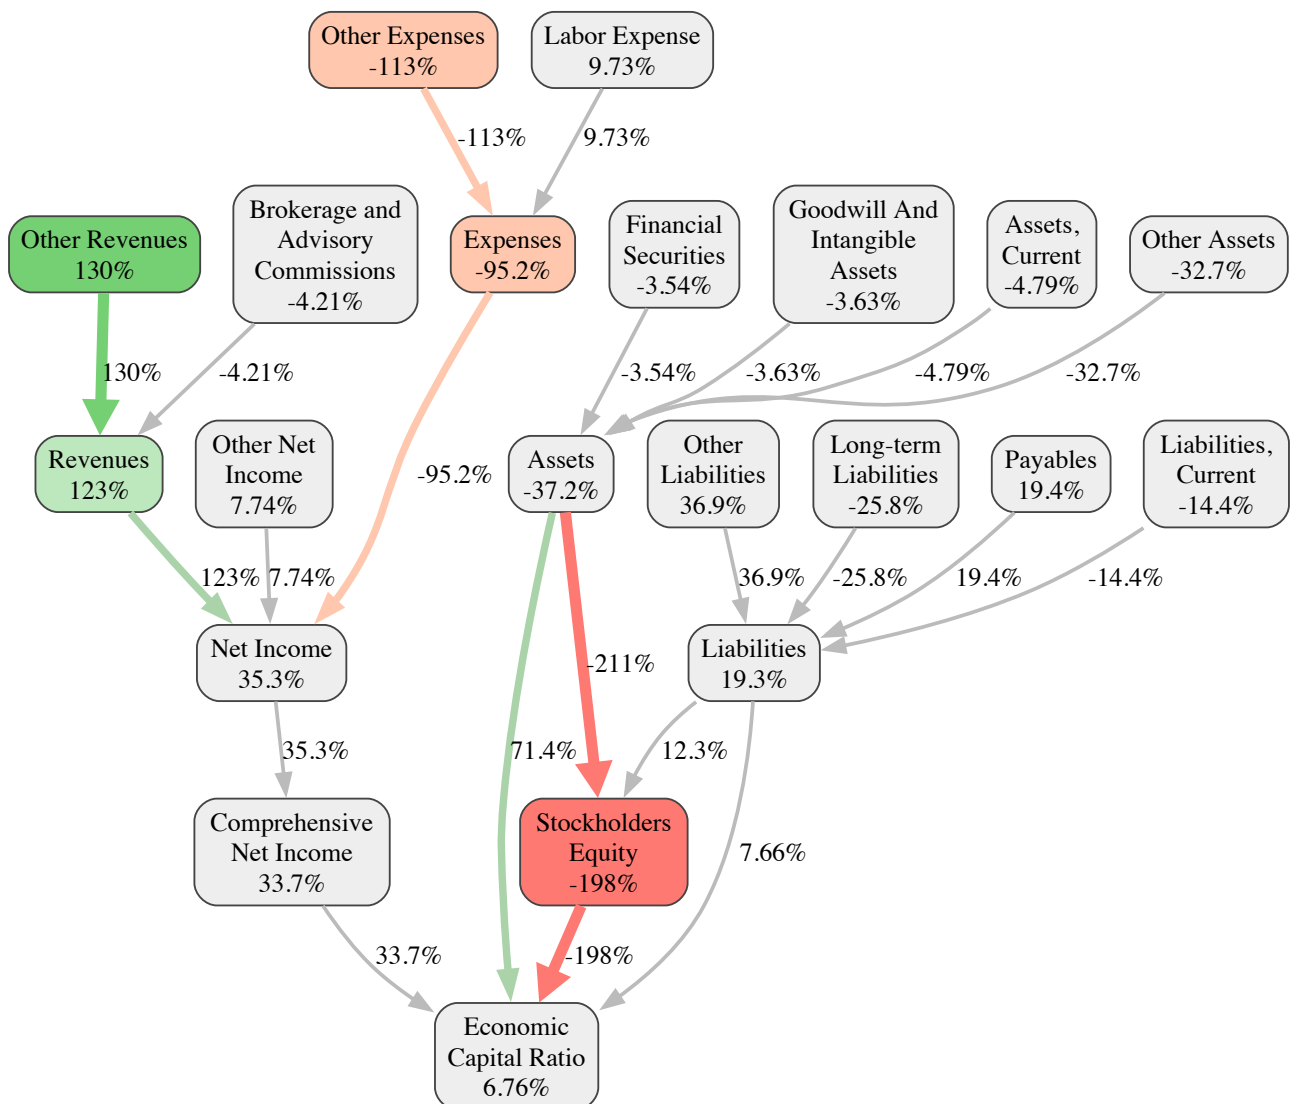 Other Expenses
-113%
Labor Expense
9.73%
-113%
9.73%
Other Revenues
130%
Brokerage and
Advisory
Commissions
-4.21%
Expenses
-95.2%
Financial
Securities
-3.54%
Goodwill And
Intangible
Assets
-3.63%
Assets,
Current
-4.79%
Other Assets
-32.7%
130%
-4.21%
-3.54%
-3.63%
-4.79%
-32.7%
Revenues
123%
Other Net
Income
7.74%
-95.2%
Assets
-37.2%
Other
Liabilities
36.9%
Long-term
Liabilities
-25.8%
Payables
19.4%
Liabilities,
Current
-14.4%
123%
7.74%
36.9%
-25.8%
19.4%
-14.4%
Net Income
35.3%
-211%
Liabilities
19.3%
35.3%
71.4%
12.3%
Comprehensive
Net Income
33.7%
Stockholders
Equity
-198%
7.66%
33.7%
-198%
Economic
Capital Ratio
6.76%